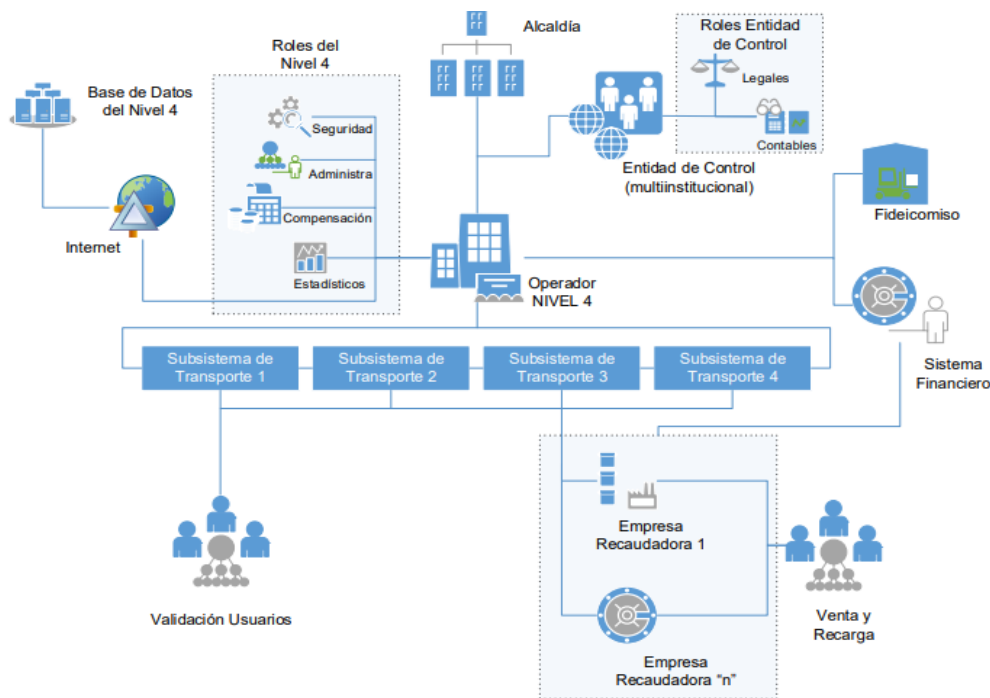 Alcaldía
Roles Entidad
de Control
Legales
Contables
Roles del
Nivel 4
Seguridad
Administra
Compensación
Estadísticos
Base de Datos
del Nivel 4
Internet
Entidad de Control
(multiinstitucional)
Fideicomiso
Operador
NIVEL 4
Sistema
Financiero
Subsistema de
Transporte 1
Subsistema de
Transporte 2
Subsistema de
Transporte 3
Subsistema de
Transporte 4
Validación Usuarios
Empresa
Recaudadora 1
Empresa
Recaudadora “n”
Venta y
Recarga